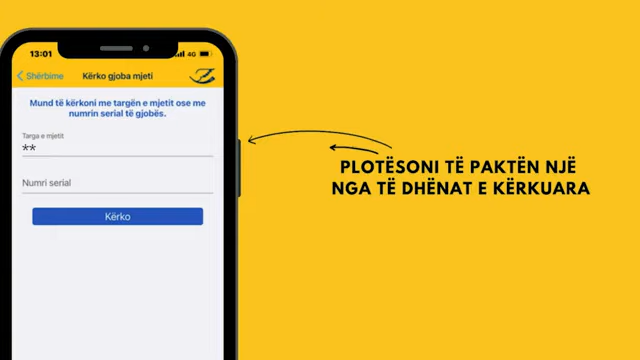 13:01
4G
Shërbime
Kërko gjoba mjeti
Mund të kërkoni me targën e mjetit ose me
numrin serial të gjobës.
Targa e mjetit
**
Numri serial
Kërko
PLOTËSONI TË PAKTËN NJË
NGA TË DHËNAT E KËRKUARA